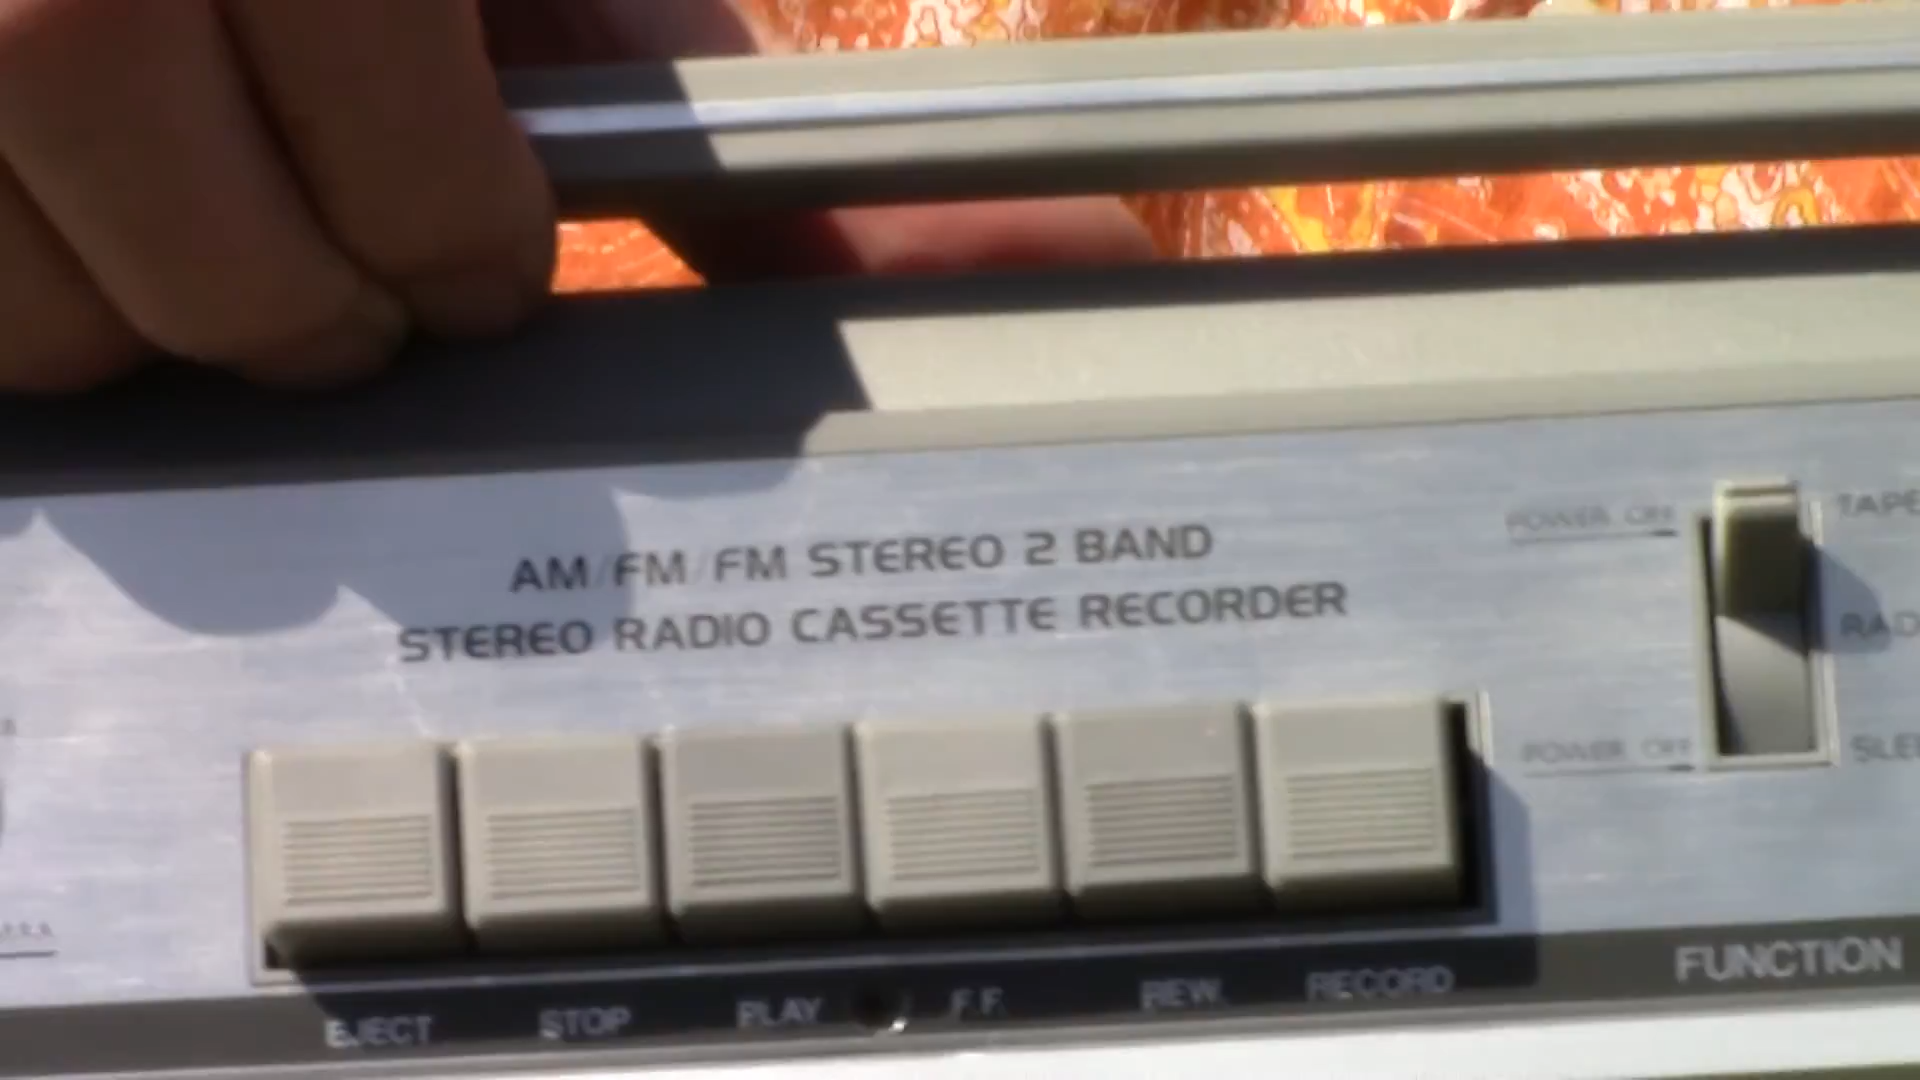 AM/FM/FM STEREO 2 BAND
STEREO RADIO CASSETTE RECORDER
POWER OFF
TAPE
POWER OFF
EJECT STOP PLAY F.F. REW. RECORD
FUNCTION